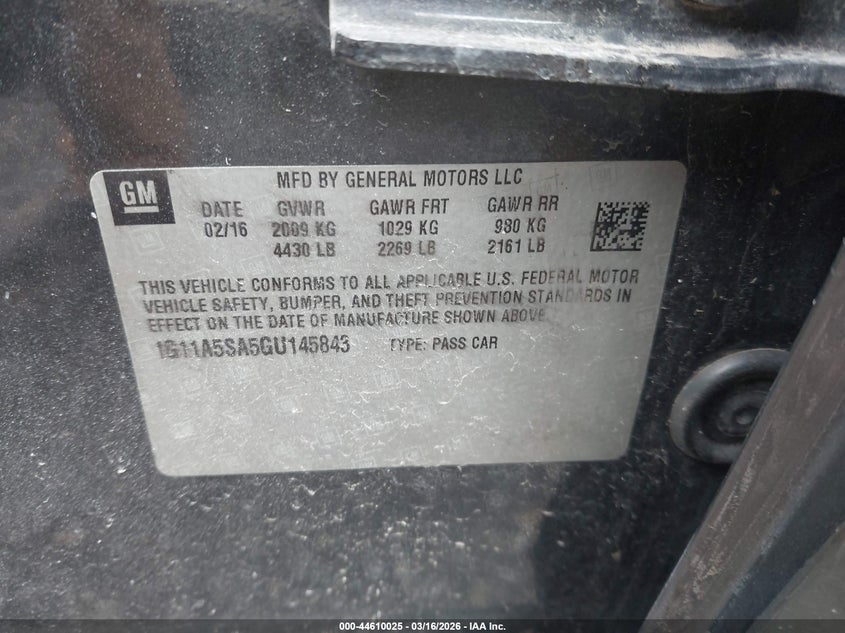 GM
MFD BY GENERAL MOTORS LLC
DATE GVWR GAWR FRT GAWR RR
02/16 2009 KG 1029 KG 980 KG
4430 LB 2269 LB 2161 LB
THIS VEHICLE CONFORMS TO ALL APPLICABLE U.S. FEDERAL MOTOR
VEHICLE SAFETY, BUMPER, AND THEFT PREVENTION STANDARDS IN
EFFECT ON THE DATE OF MANUFACTURE SHOWN ABOVE.
1G11A5SA5GU145843 TYPE: PASS CAR
000-44610025 - 03/16/2026 - IAA Inc.